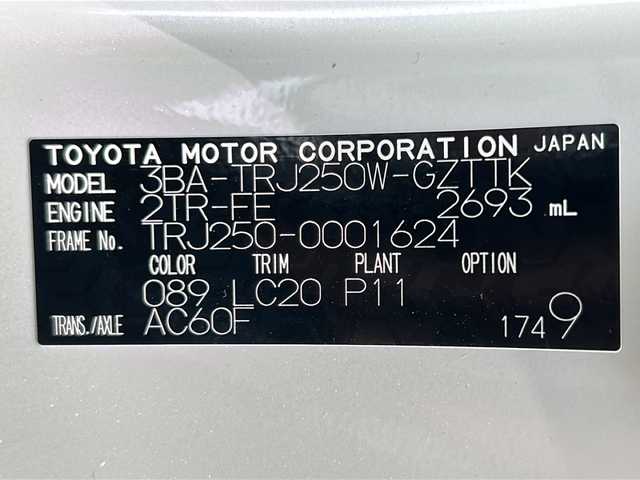 TOYOTA MOTOR CORPORATION JAPAN
MODEL 3BA-TRJ250W-GZTTK
ENGINE 2TR-FE 2693 mL
FRAME No. TRJ250-0001624
COLOR TRIM PLANT OPTION
089 LC20 P11
TRANS./AXLE AC60F 1749